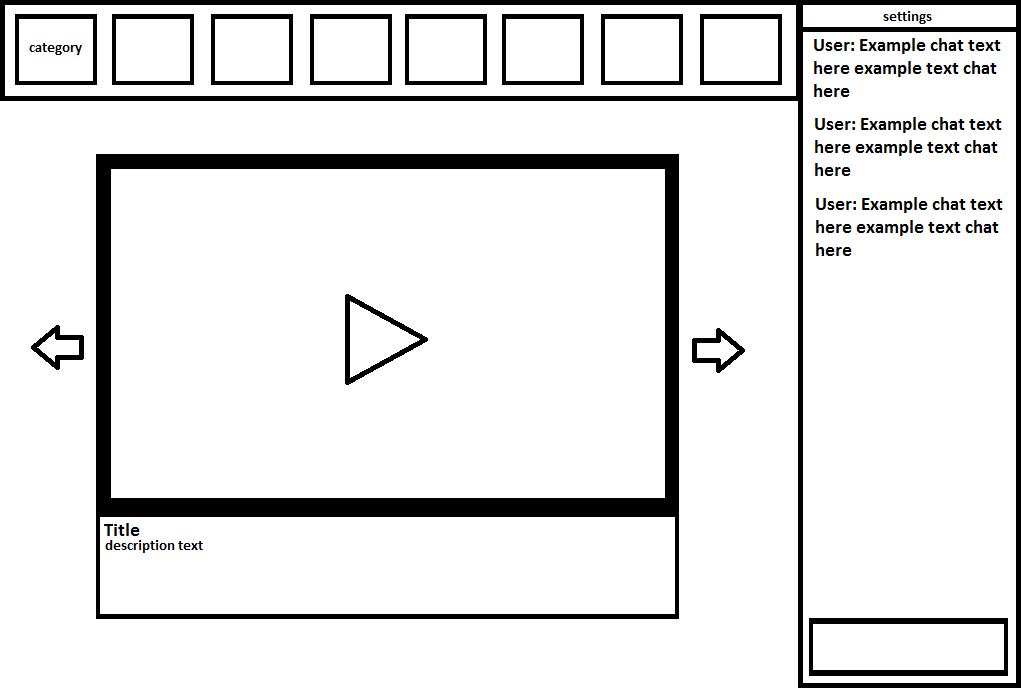 category
settings
User: Example chat text
here example text chat
here
User: Example chat text
here example text chat
here
User: Example chat text
here example text chat
here
Title
description text